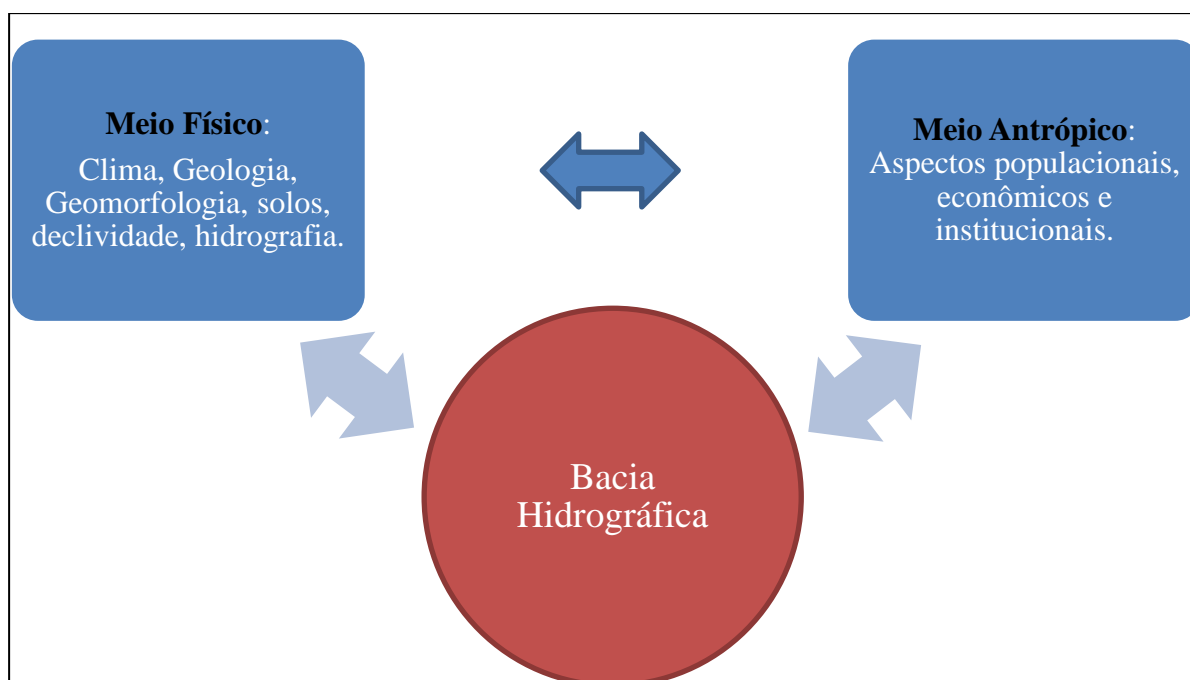 Meio Físico:
Clima, Geologia,
Geomorfologia, solos,
declividade, hidrografia.
Meio Antrópico:
Aspectos populacionais,
econômicos e
institucionais.
Bacia
Hidrográfica